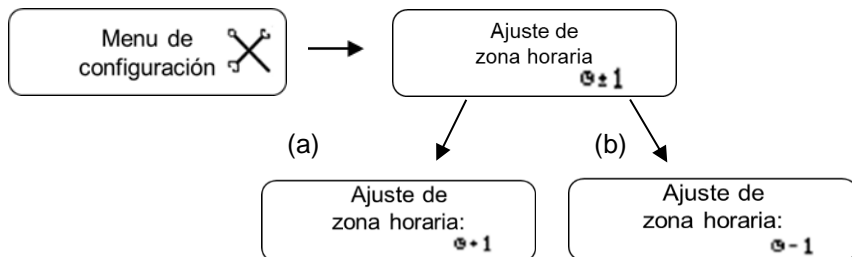 Menu de
configuración
Ajuste de
zona horaria
± 1
(a)
(b)
Ajuste de
zona horaria:
+ 1
Ajuste de
zona horaria:
- 1